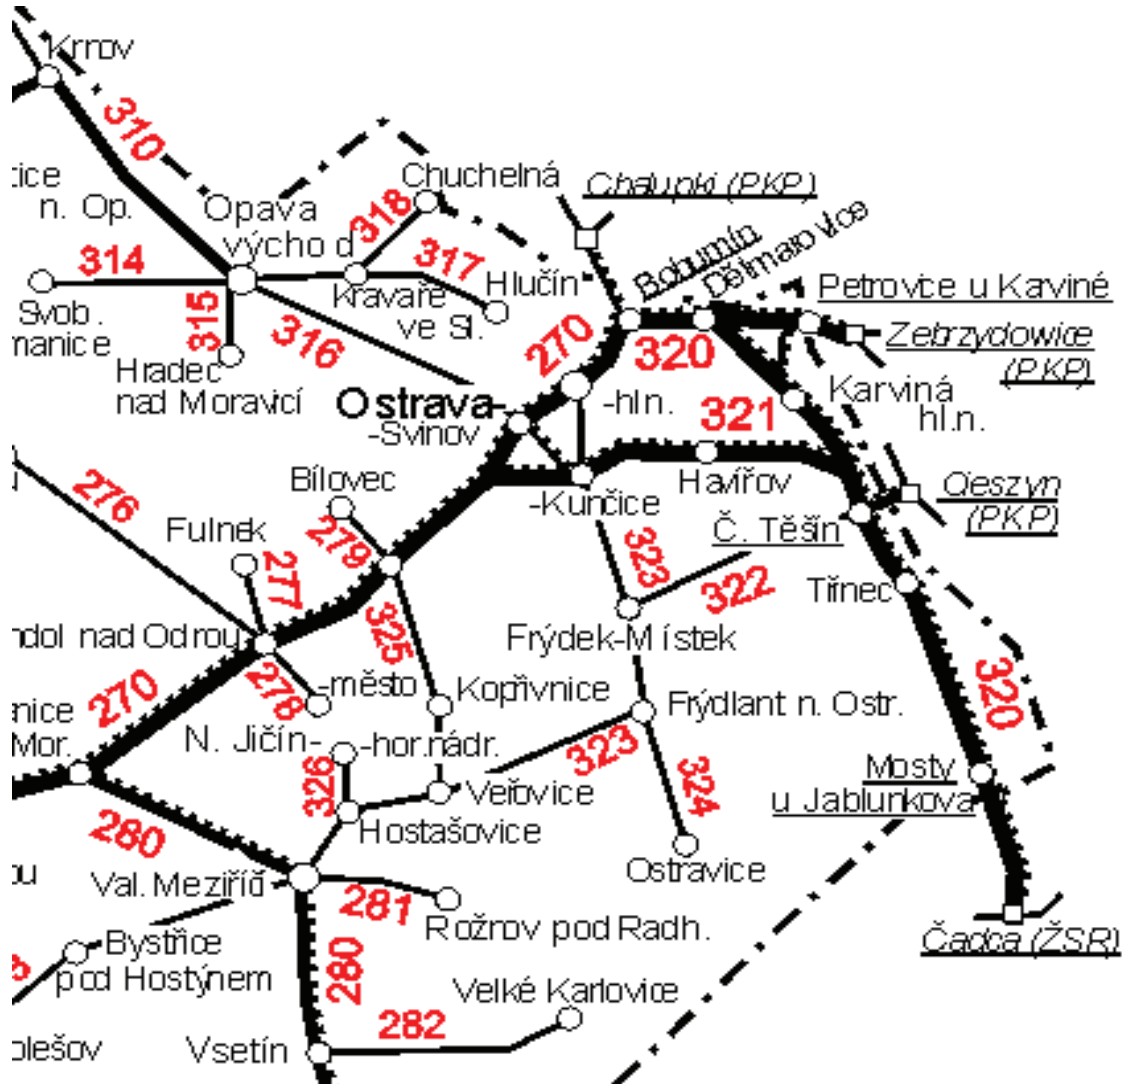 Krnov
310
Chuchelná
Chalupki (PKP)
n. Op.
Opava
východ
318
317
Hlučín
Bohumín
Dětmarovice
Petrovice u Karviné
314
Svob.
315
316
Kravaře
ve Sl.
270
320
Zebrzydowice
(PKP)
Hradec
nad Moravicí
Ostrava-
-hl.n.
321
Karviná
hl.n.
-Svinov
Bílovec
Havířov
Cieszyn
(PKP)
-Kunčice
276
Fulnek
279
277
323
322
Č. Těšín
Třinec
325
nad Odrou
Frýdek-Místek
270
278
-město
Kopřivnice
Frýdlant n. Ostr.
320
Mor.
N. Jičín-
-hor.nádr.
323
324
326
Veřovice
Mosty
u Jablunkova
280
Hostašovice
Ostravice
Val. Meziříčí
281
Rožnov pod Radh.
Čadca (ŽSR)
Bystřice
pod Hostýnem
280
Velké Karlovice
282
Vsetín